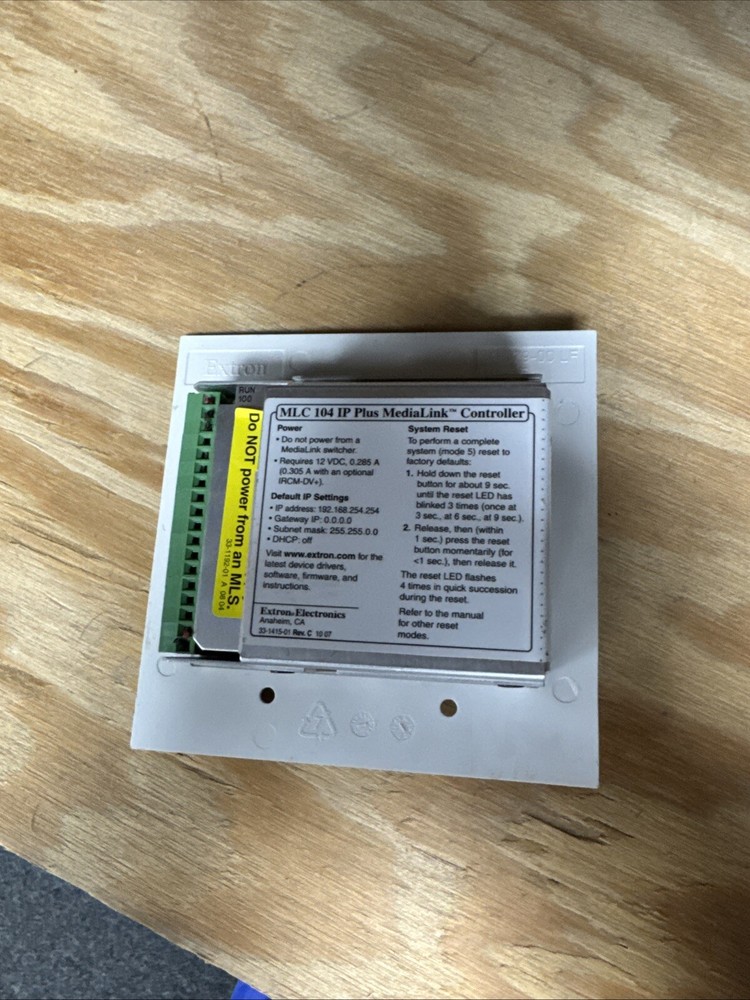 Extron
LF
RUN
100
Do NOT power from an MLS.
33-1192-01 A 08 04
MLC 104 IP Plus MediaLink™ Controller
Power
• Do not power from a
MediaLink switcher.
• Requires 12 VDC, 0.285 A
(0.305 A with an optional
IRCM-DV+).
Default IP Settings
• IP address: 192.168.254.254
• Gateway IP: 0.0.0.0
• Subnet mask: 255.255.0.0
• DHCP: off
Visit www.extron.com for the
latest device drivers,
software, firmware, and
instructions.
Extron® Electronics
Anaheim, CA
33-1415-01 Rev. C 10 07
System Reset
To perform a complete
system (mode 5) reset to
factory defaults:
1. Hold down the reset
button for about 9 sec.
until the reset LED has
blinked 3 times (once at
3 sec., at 6 sec., at 9 sec.).
2. Release, then (within
1 sec.) press the reset
button momentarily (for
<1 sec.), then release it.
The reset LED flashes
4 times in quick succession
during the reset.
Refer to the manual
for other reset
modes.
7